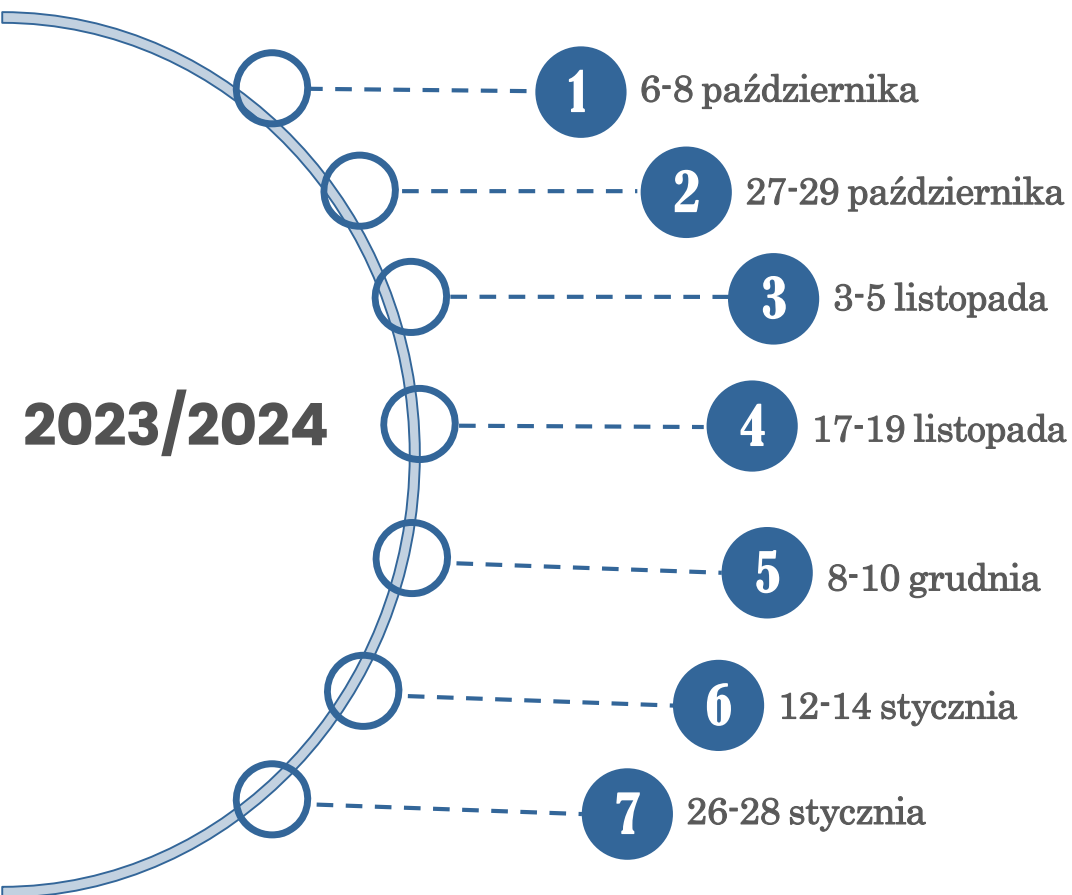 1 6-8 października
2 27-29 października
3 3-5 listopada
2023/2024
4 17-19 listopada
5 8-10 grudnia
6 12-14 stycznia
7 26-28 stycznia